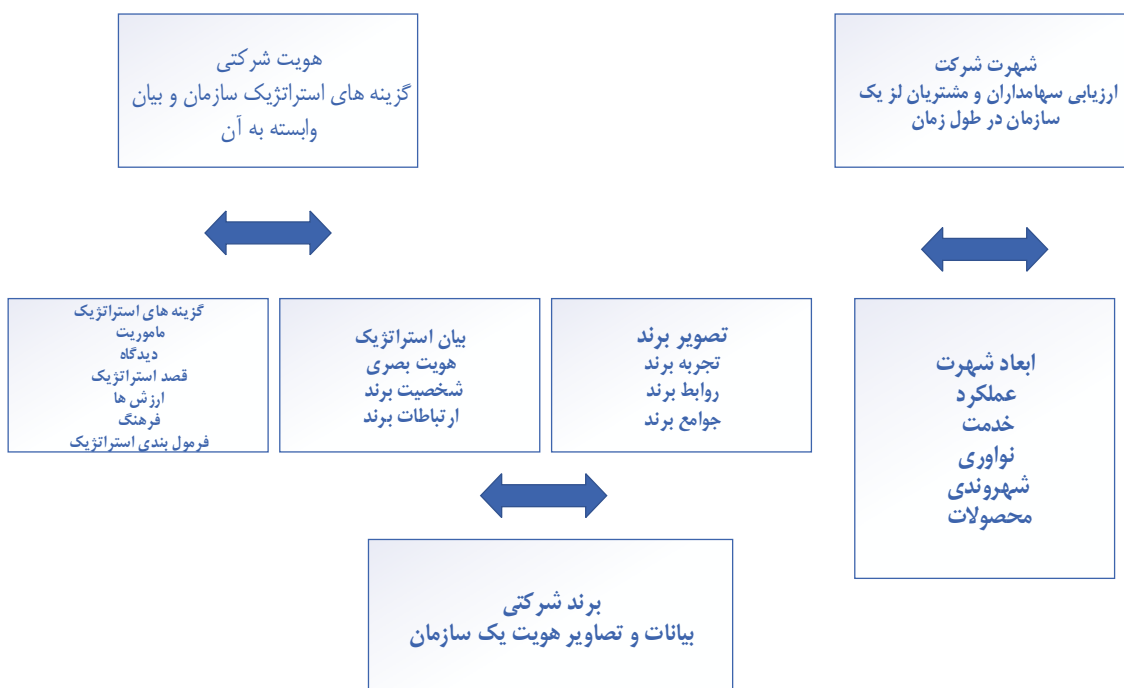 شهرت شرکت
ارزیابی سهامداران و مشتریان لز یک
سازمان در طول زمان
هویت شرکتی
گزینه های استراتژیک سازمان و بیان
وابسته به آن
ابعاد شهرت
عملکرد
خدمت
نواوری
شهروندی
محصولات
تصویر برند
تجربه برند
روابط برند
جوامع برند
بیان استراتژیک
هویت بصری
شخصیت برند
ارتباطات برند
گزینه های استراتژیک
ماموریت
دیدگاه
قصد استراتژیک
ارزش ها
فرهنگ
فرمول بندی استراتژیک
برند شرکتی
بیانات و تصاویر هویت یک سازمان